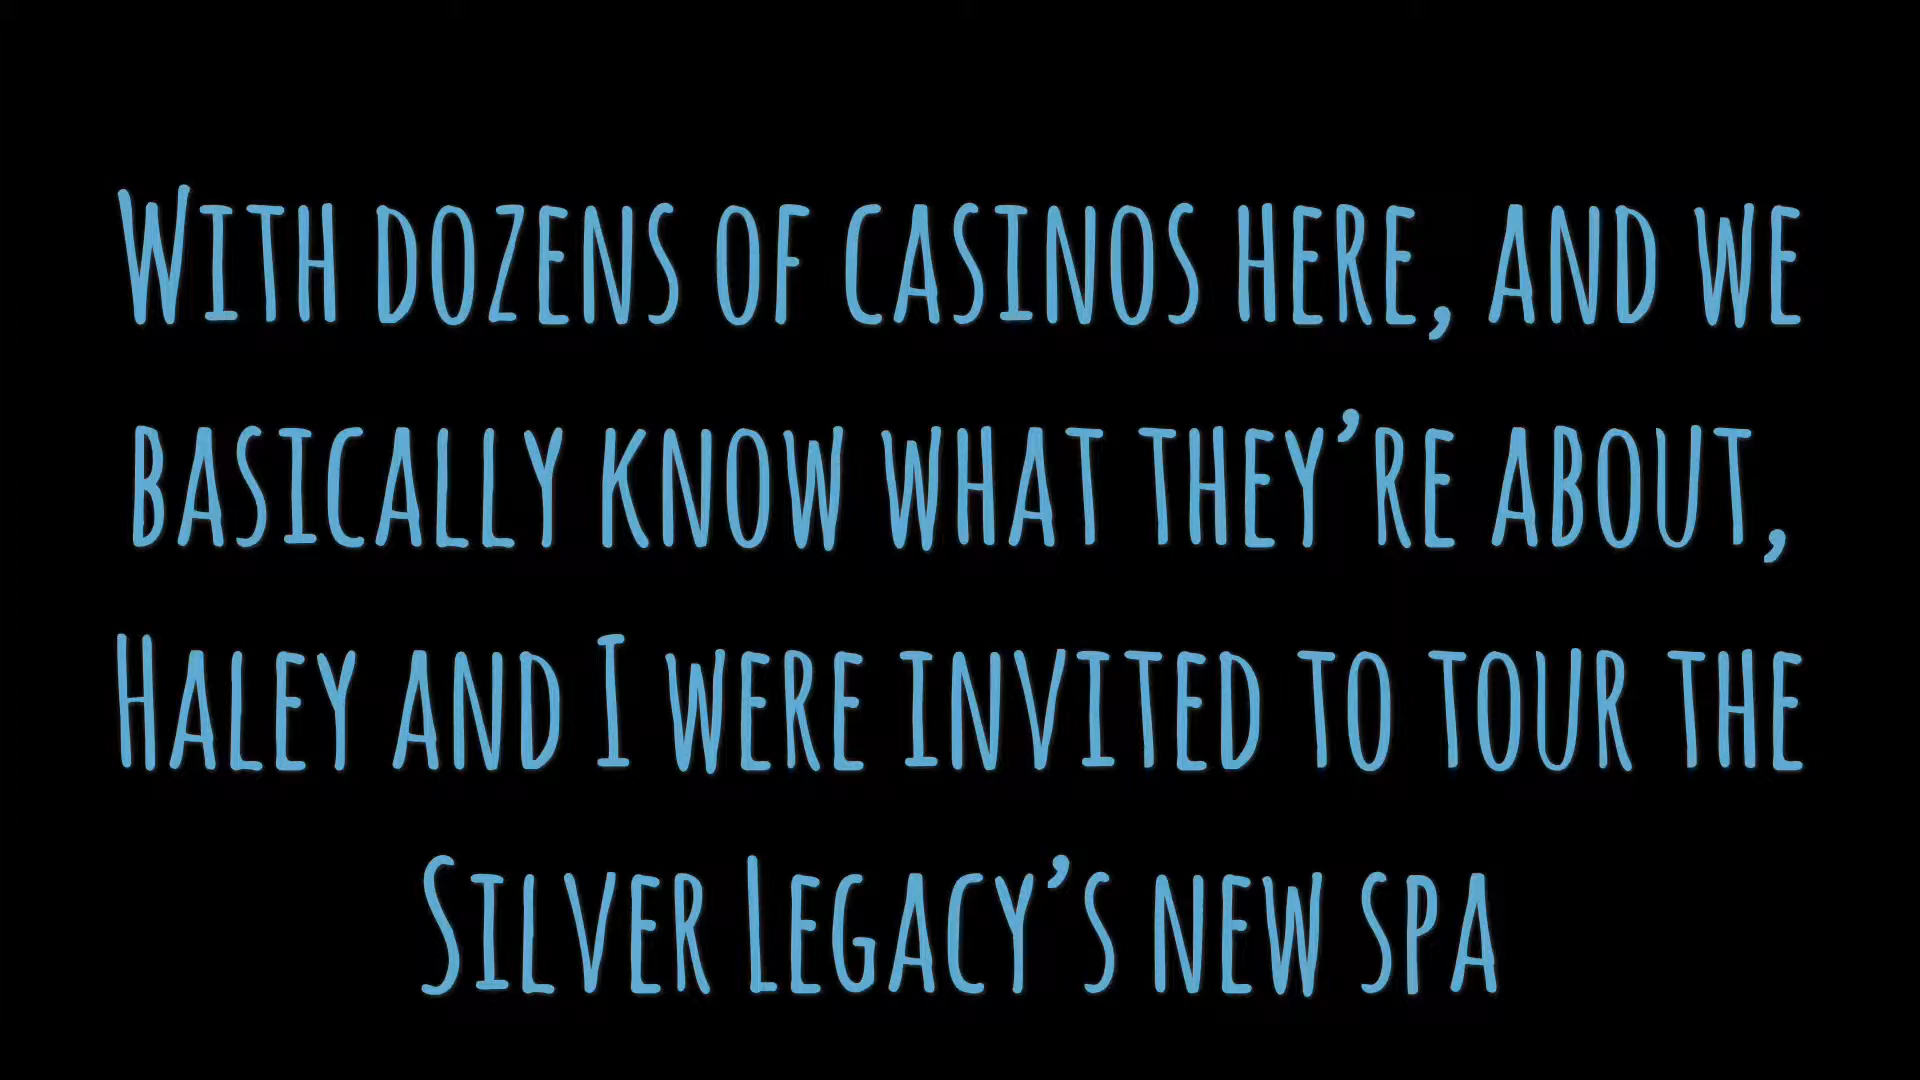 With dozens of casinos here, and we
basically know what they’re about,
Haley and I were invited to tour the
Silver Legacy’s new spa